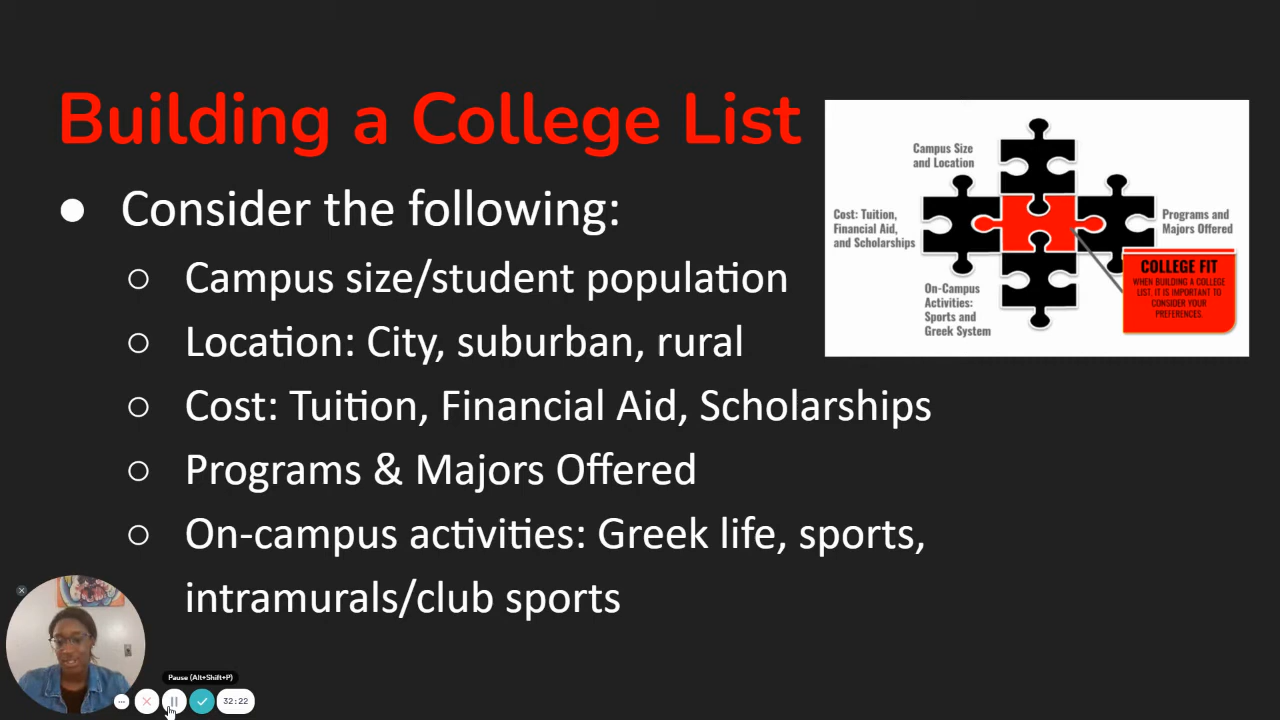 Building a College List
● Consider the following:
○ Campus size/student population
○ Location: City, suburban, rural
○ Cost: Tuition, Financial Aid, Scholarships
○ Programs & Majors Offered
○ On-campus activities: Greek life, sports,
intramurals/club sports
Campus Size
and Location
Cost: Tuition,
Financial Aid,
and Scholarships
Programs and
Majors Offered
On-Campus
Activities:
Sports and
Greek System
COLLEGE FIT
WHEN BUILDING A COLLEGE
LIST, IT IS IMPORTANT TO
CONSIDER YOUR
PREFERENCES.
Pause (Alt+Shift+P)
32:22